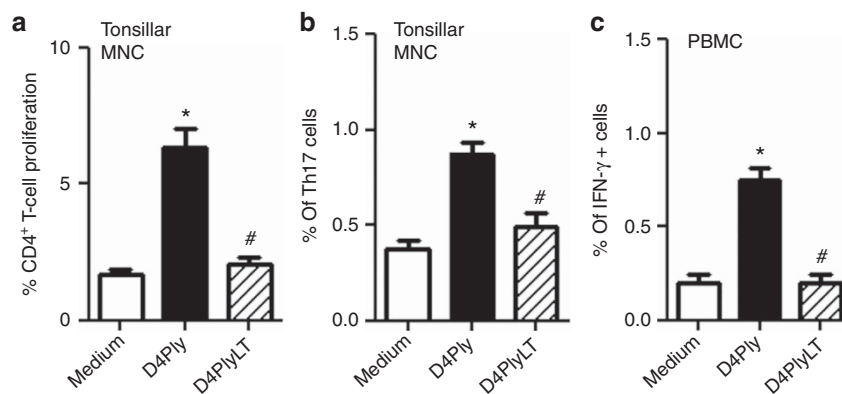 a
Tonsillar
MNC
% CD4⁺ T-cell proliferation
10
5
0
*
#
Medium
D4Ply
D4PlyLT
b
Tonsillar
MNC
% Of Th17 cells
1.5
1.0
0.5
0.0
*
#
Medium
D4Ply
D4PlyLT
c
PBMC
% Of IFN-γ+ cells
1.5
1.0
0.5
0.0
*
#
Medium
D4Ply
D4PlyLT